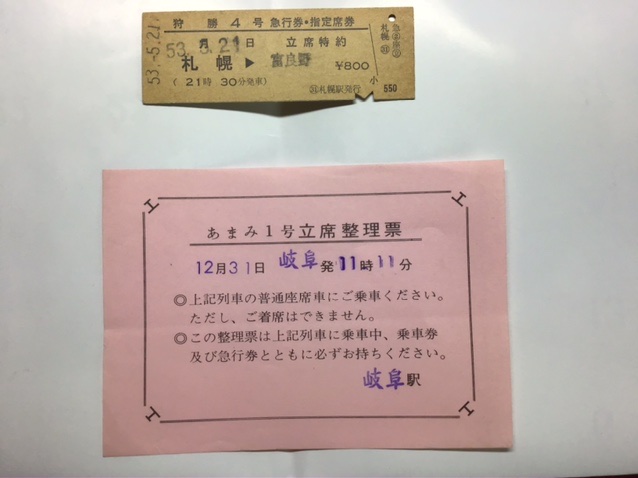 狩勝4号急行券・指定席券
53.-5.21
53.5.21
月 日 立席特約
札幌▶富良野 ¥800
(21時30分発車)
札幌駅発行
小
550
札幌
あまみ1号立席整理票
12月31日 岐阜発11時11分
◎上記列車の普通座席車にご乗車ください。
ただし、ご着席はできません。
◎この整理票は上記列車に乗車中、乗車券
及び急行券とともに必ずお持ちください。
岐阜駅